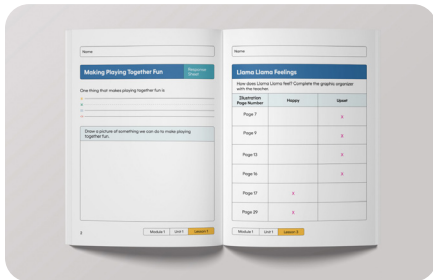 Name:
Making Playing Together Fun
Response
Sheet
One thing that makes playing together fun is
Draw a picture of something we can do to make playing
together fun.
2
Module 1
Unit 1
Lesson 4
Name:
Llama Llama Feelings
How does Llama Llama feel? Complete the graphic organizer
with the teacher.
Illustration
Page Number
Happy
Upset
Page 7
X
Page 9
X
Page 13
X
Page 16
X
Page 17
X
Page 29
X
Module 1
Unit 1